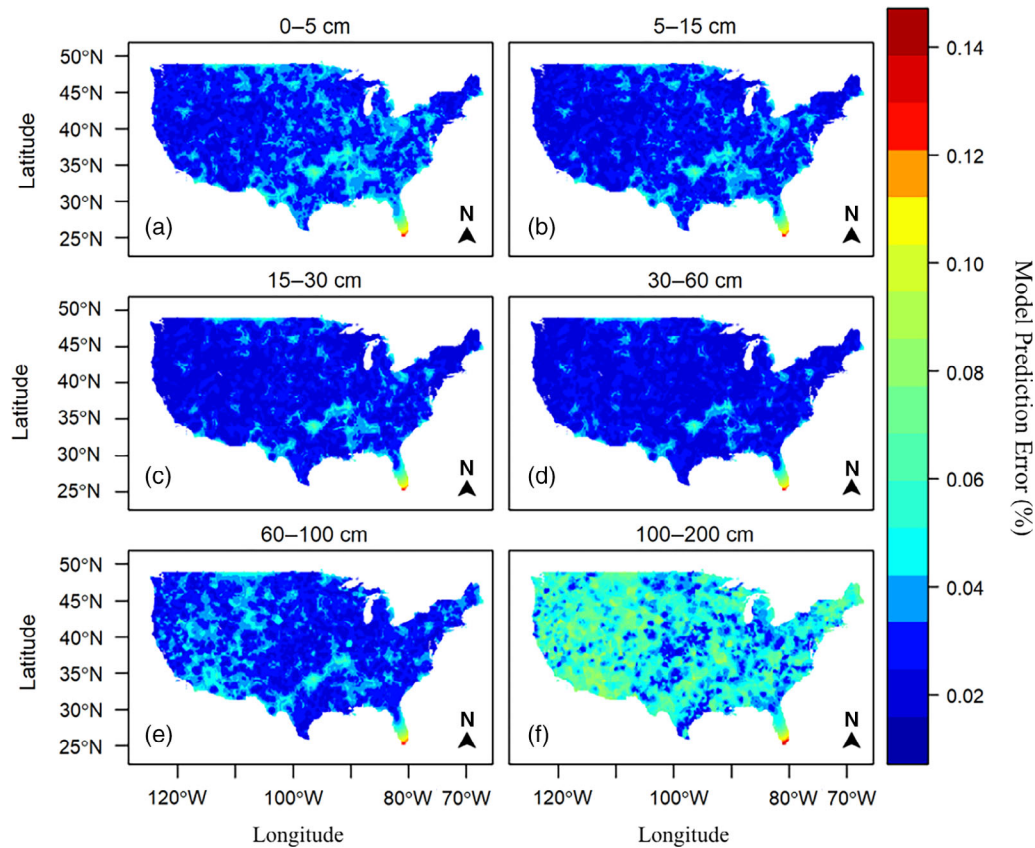 0–5 cm
5–15 cm
50°N
45°N
40°N
35°N
30°N
25°N
Latitude
(a)
N
(b)
N
15–30 cm
30–60 cm
50°N
45°N
40°N
35°N
30°N
25°N
Latitude
(c)
N
(d)
N
60–100 cm
100–200 cm
50°N
45°N
40°N
35°N
30°N
25°N
Latitude
(e)
N
(f)
N
120°W
100°W
80°W
70°W
120°W
100°W
80°W
70°W
Longitude
Longitude
0.14
0.12
0.10
0.08
0.06
0.04
0.02
Model Prediction Error (%)